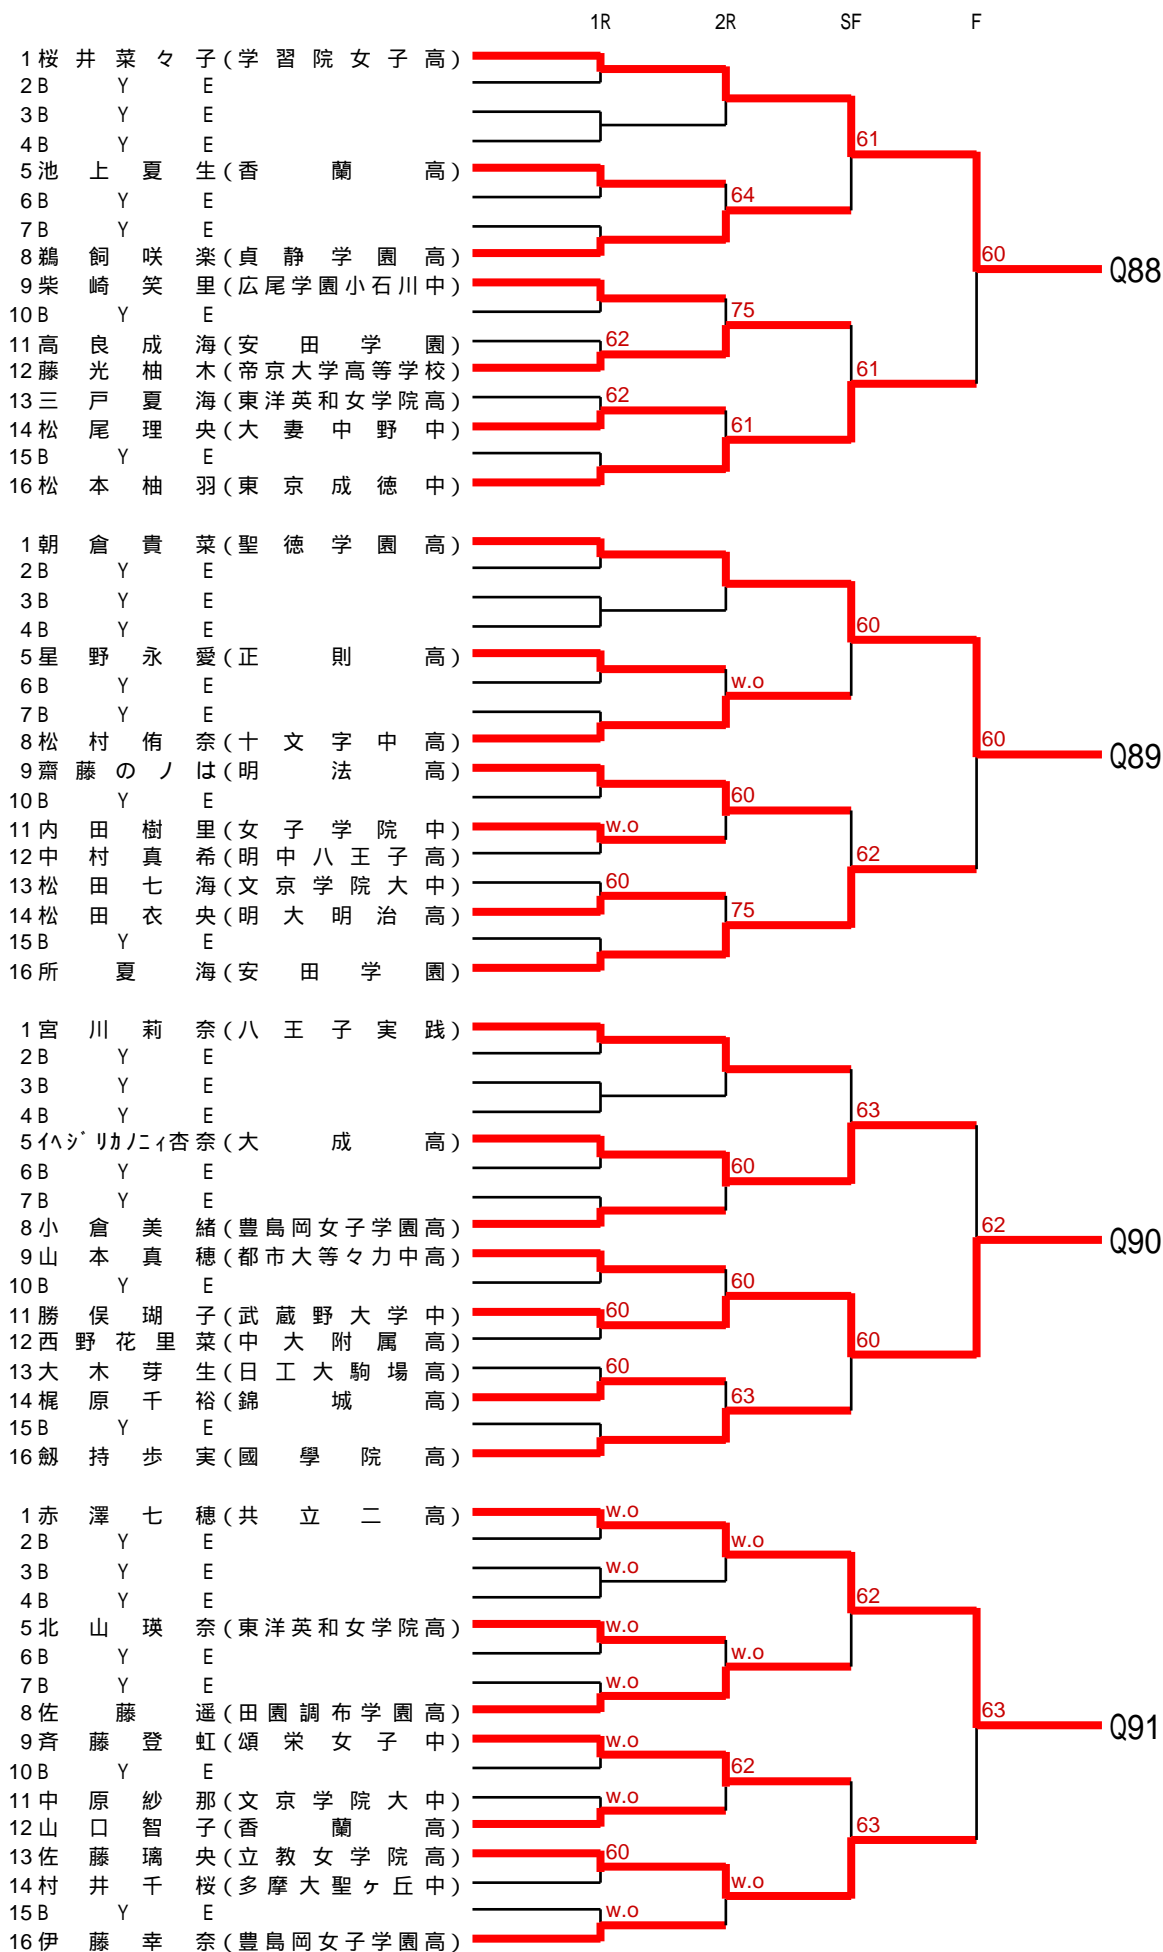 1R 2R SF F
1 桜井菜々子(学習院女子高)
2 BYE
3 BYE
61
4 BYE
5 池上夏生(香蘭高)
64
6 BYE
7 BYE
8 鵜飼咲楽(貞静学園高)
60
Q88
9 柴崎笑里(広尾学園小石川中)
10 BYE
75
11 高良成海(安田学園)
62
12 藤光柚木(帝京大学高等学校)
61
13 三戸夏海(東洋英和女学院高)
62
14 松尾理央(大妻中野中)
61
15 BYE
16 松本柚羽(東京成徳中)
1 朝倉貴菜(聖徳学園高)
2 BYE
3 BYE
4 BYE
60
5 星野永愛(正則高)
6 BYE
w.o
7 BYE
8 松村侑奈(十文字中高)
60
Q89
9 齋藤のノは(明法高)
10 BYE
60
11 内田樹里(女子学院中)
w.o
12 中村真希(明中八王子高)
62
13 松田七海(文京学院大中)
60
14 松田衣央(明大明治高)
75
15 BYE
16 所夏海(安田学園)
1 宮川莉奈(八王子実践)
2 BYE
3 BYE
4 BYE
63
5 イヘジリカノニィ杏奈(大成高)
6 BYE
60
7 BYE
8 小倉美緒(豊島岡女子学園高)
62
Q90
9 山本真穂(都市大等々力中高)
10 BYE
60
11 勝俣瑚子(武蔵野大学中)
60
12 西野花里菜(中大附属高)
60
13 大木芽生(日工大駒場高)
60
14 梶原千裕(錦城高)
63
15 BYE
16 劔持歩実(國學院高)
1 赤澤七穂(共立二高)
w.o
2 BYE
w.o
3 BYE
w.o
4 BYE
62
5 北山瑛奈(東洋英和女学院高)
w.o
6 BYE
w.o
7 BYE
w.o
8 佐藤遥(田園調布学園高)
63
Q91
9 斉藤登虹(頌栄女子中)
w.o
10 BYE
62
11 中原紗那(文京学院大中)
w.o
12 山口智子(香蘭高)
63
13 佐藤璃央(立教女学院高)
60
14 村井千桜(多摩大聖ヶ丘中)
w.o
15 BYE
w.o
16 伊藤幸奈(豊島岡女子学園高)